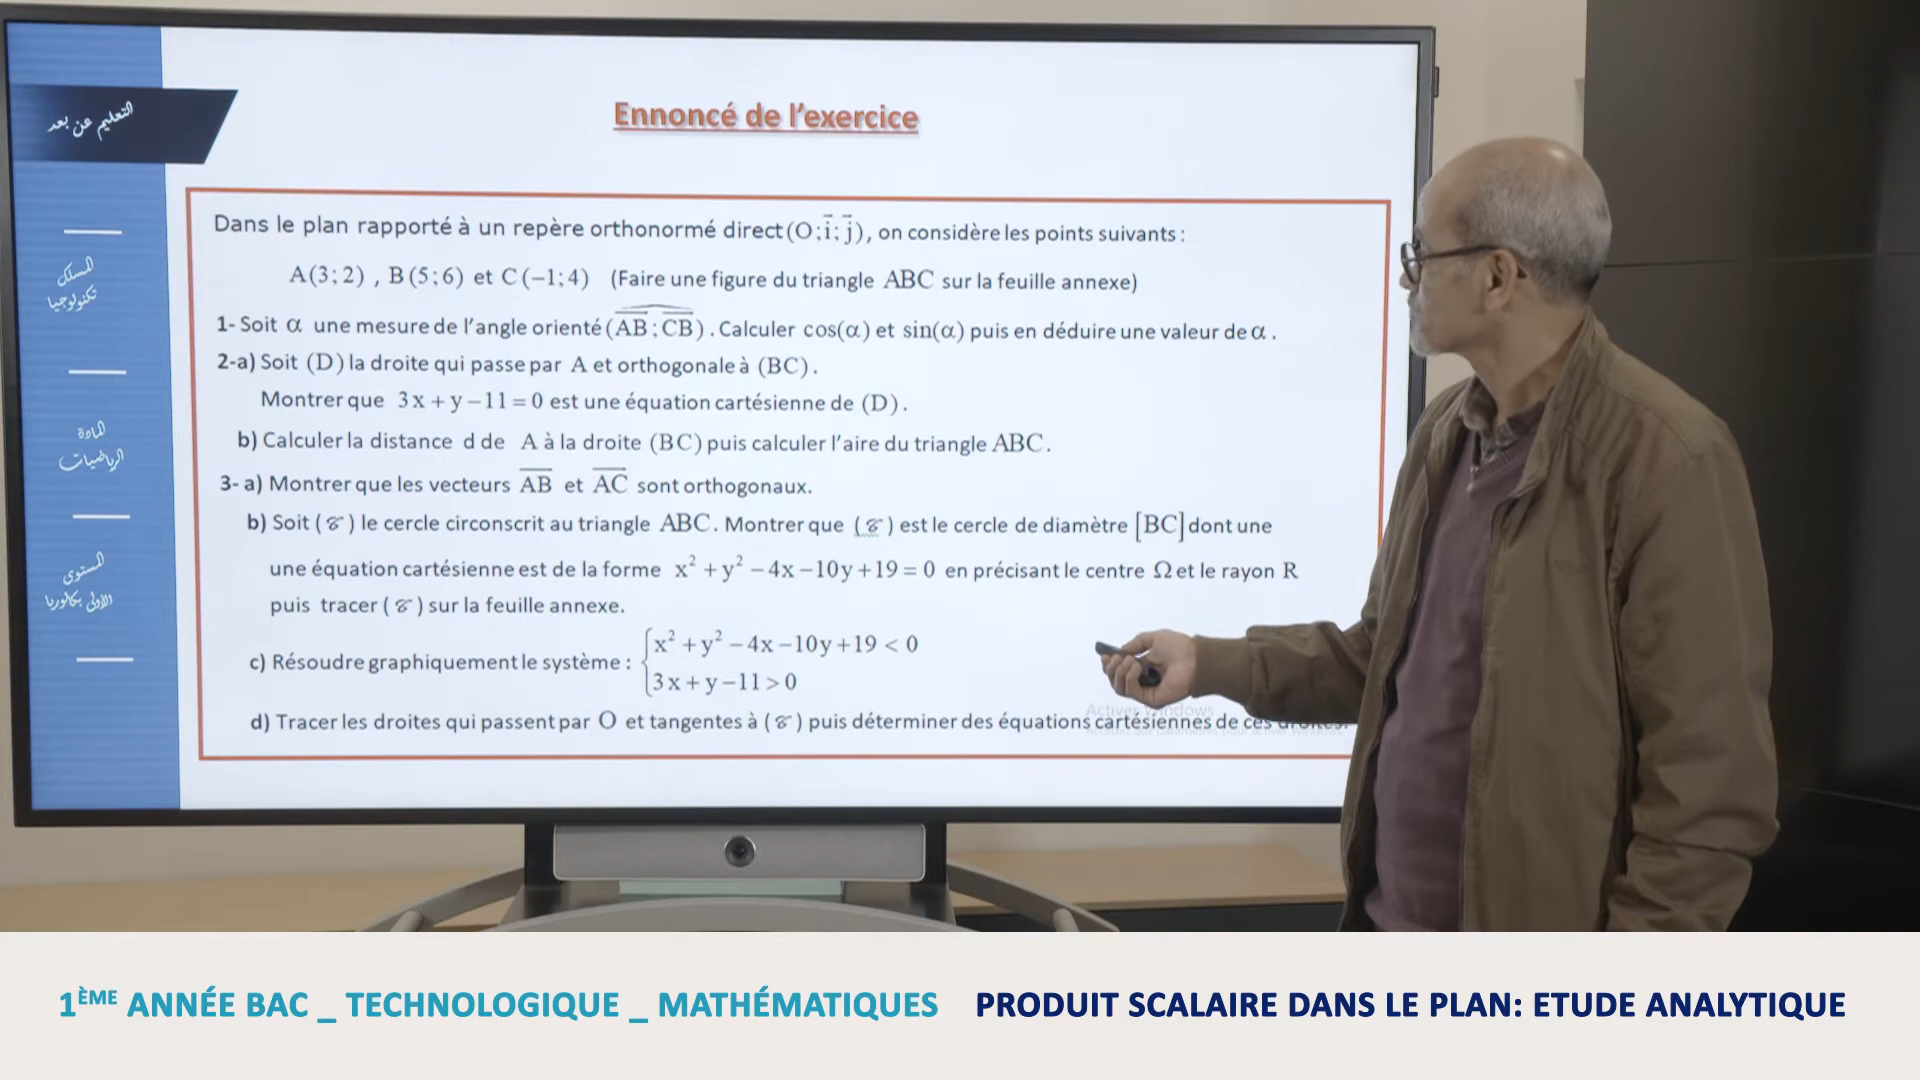 Ennoncé de l'exercice
التعليم عن بعد
المسلك
تكنولوجيا
المادة
الرياضيات
المستوى
الأولى بكالوريا
Dans le plan rapporté à un repère orthonormé direct (O;i⃗;j⃗), on considère les points suivants :
A(3;2) , B(5;6) et C(−1;4) (Faire une figure du triangle ABC sur la feuille annexe)
1- Soit α une mesure de l'angle orienté (AB;CB). Calculer cos(α) et sin(α) puis en déduire une valeur de α .
2-a) Soit (D) la droite qui passe par A et orthogonale à (BC).
Montrer que 3x+y−11=0 est une équation cartésienne de (D).
b) Calculer la distance d de A à la droite (BC) puis calculer l'aire du triangle ABC.
3- a) Montrer que les vecteurs AB et AC sont orthogonaux.
b) Soit (𝒞) le cercle circonscrit au triangle ABC. Montrer que (𝒞) est le cercle de diamètre [BC] dont une
une équation cartésienne est de la forme x²+y²−4x−10y+19=0 en précisant le centre Ω et le rayon R
puis tracer (𝒞) sur la feuille annexe.
c) Résoudre graphiquement le système : { x²+y²−4x−10y+19<0
3x+y−11>0
d) Tracer les droites qui passent par O et tangentes à (𝒞) puis déterminer des équations cartésiennes de ces droites.
Activer Windows
Accédez aux paramètres pour activer Windows.
1ÈME ANNÉE BAC _ TECHNOLOGIQUE _ MATHÉMATIQUES PRODUIT SCALAIRE DANS LE PLAN: ETUDE ANALYTIQUE